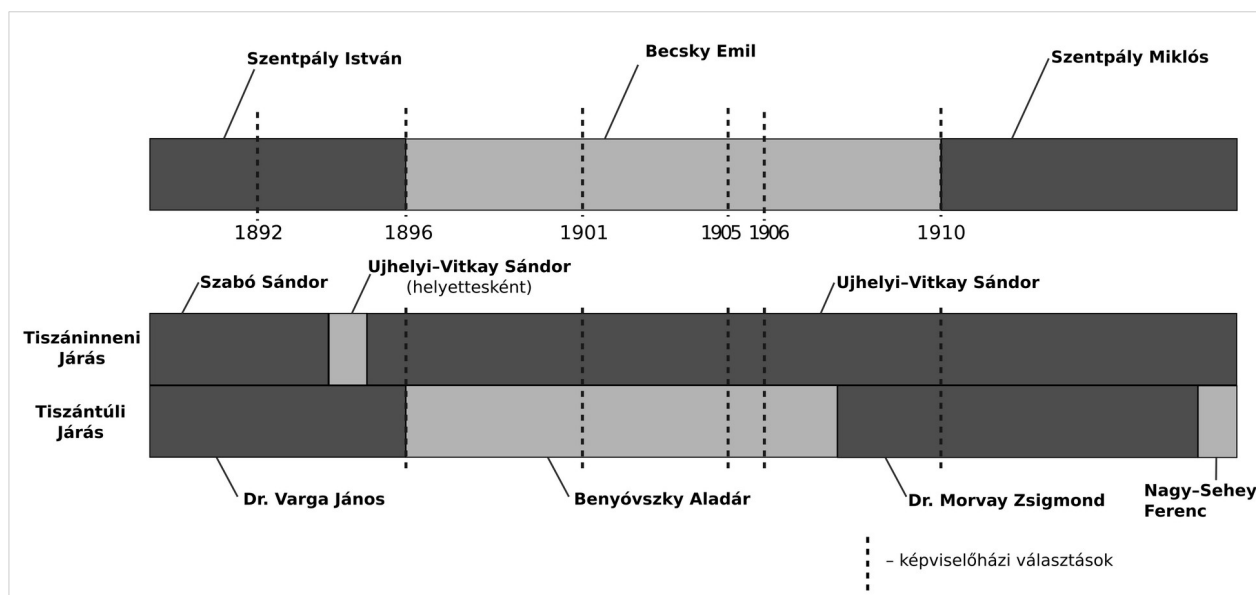 Szentpály István
Becsky Emil
Szentpály Miklós
1892
1896
1901
1905
1906
1910
Szabó Sándor
Ujhelyi–Vitkay Sándor
(helyettesként)
Ujhelyi–Vitkay Sándor
Tiszáninneni
Járás
Tiszántúli
Járás
Dr. Varga János
Benyóvszky Aladár
Dr. Morvay Zsigmond
Nagy–Sehey
Ferenc
– képviselőházi választások